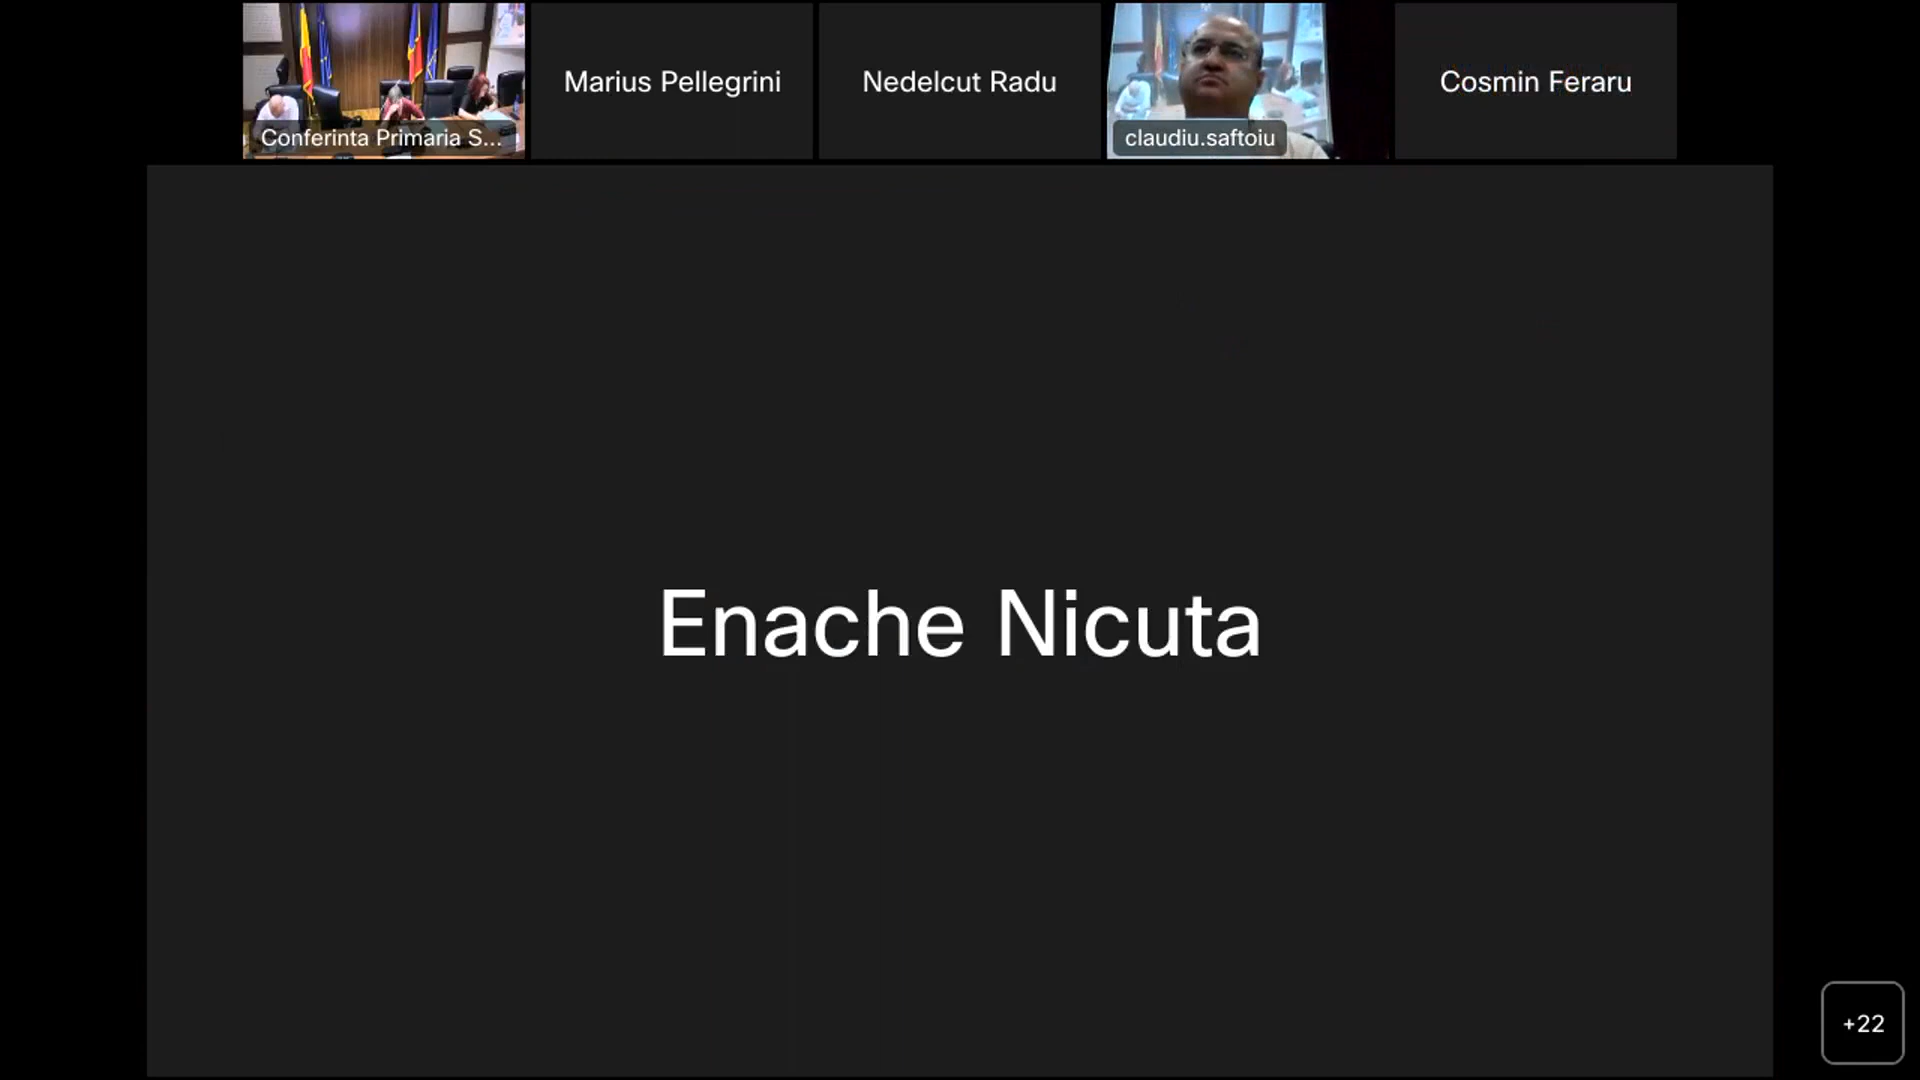 Conferinta Primaria S...
Marius Pellegrini
Nedelcut Radu
claudiu.saftoiu
Cosmin Feraru
Enache Nicuta
+22